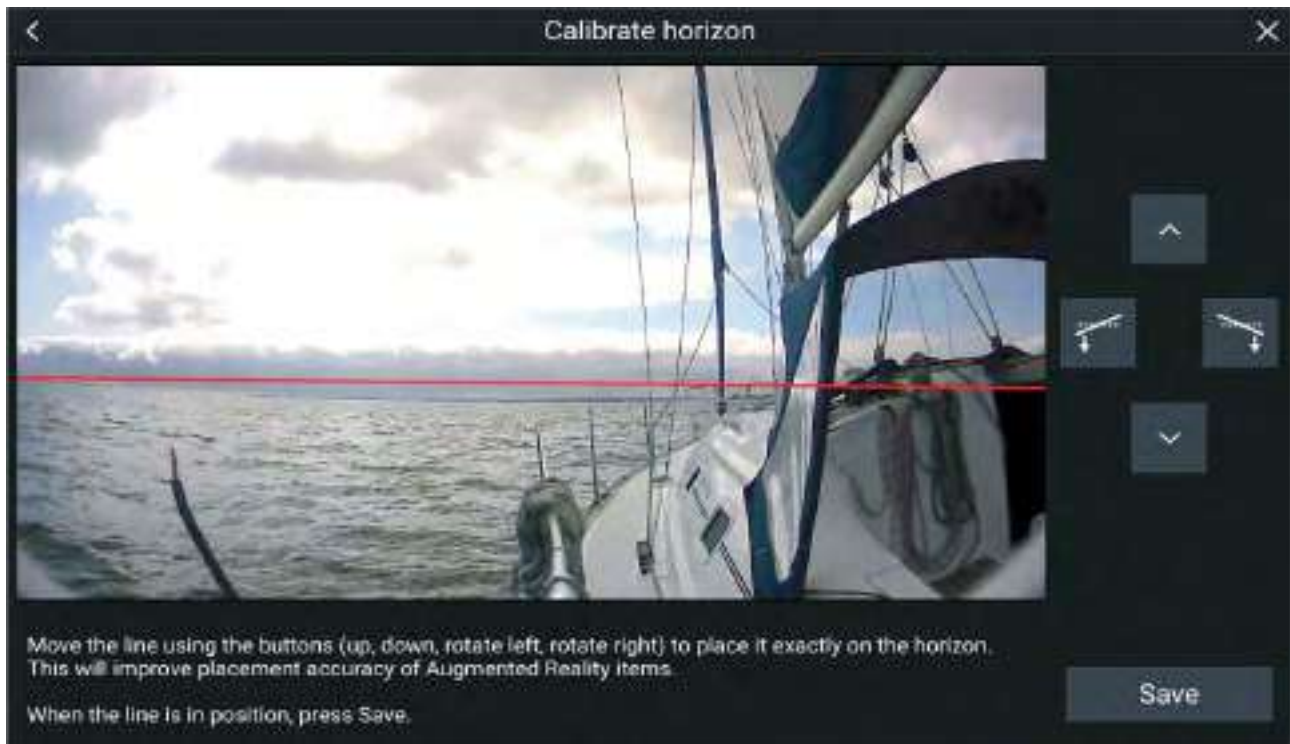 Calibrate horizon
Move the line using the buttons (up, down, rotate left, rotate right) to place it exactly on the horizon.
This will improve placement accuracy of Augmented Reality items.
When the line is in position, press Save.
Save